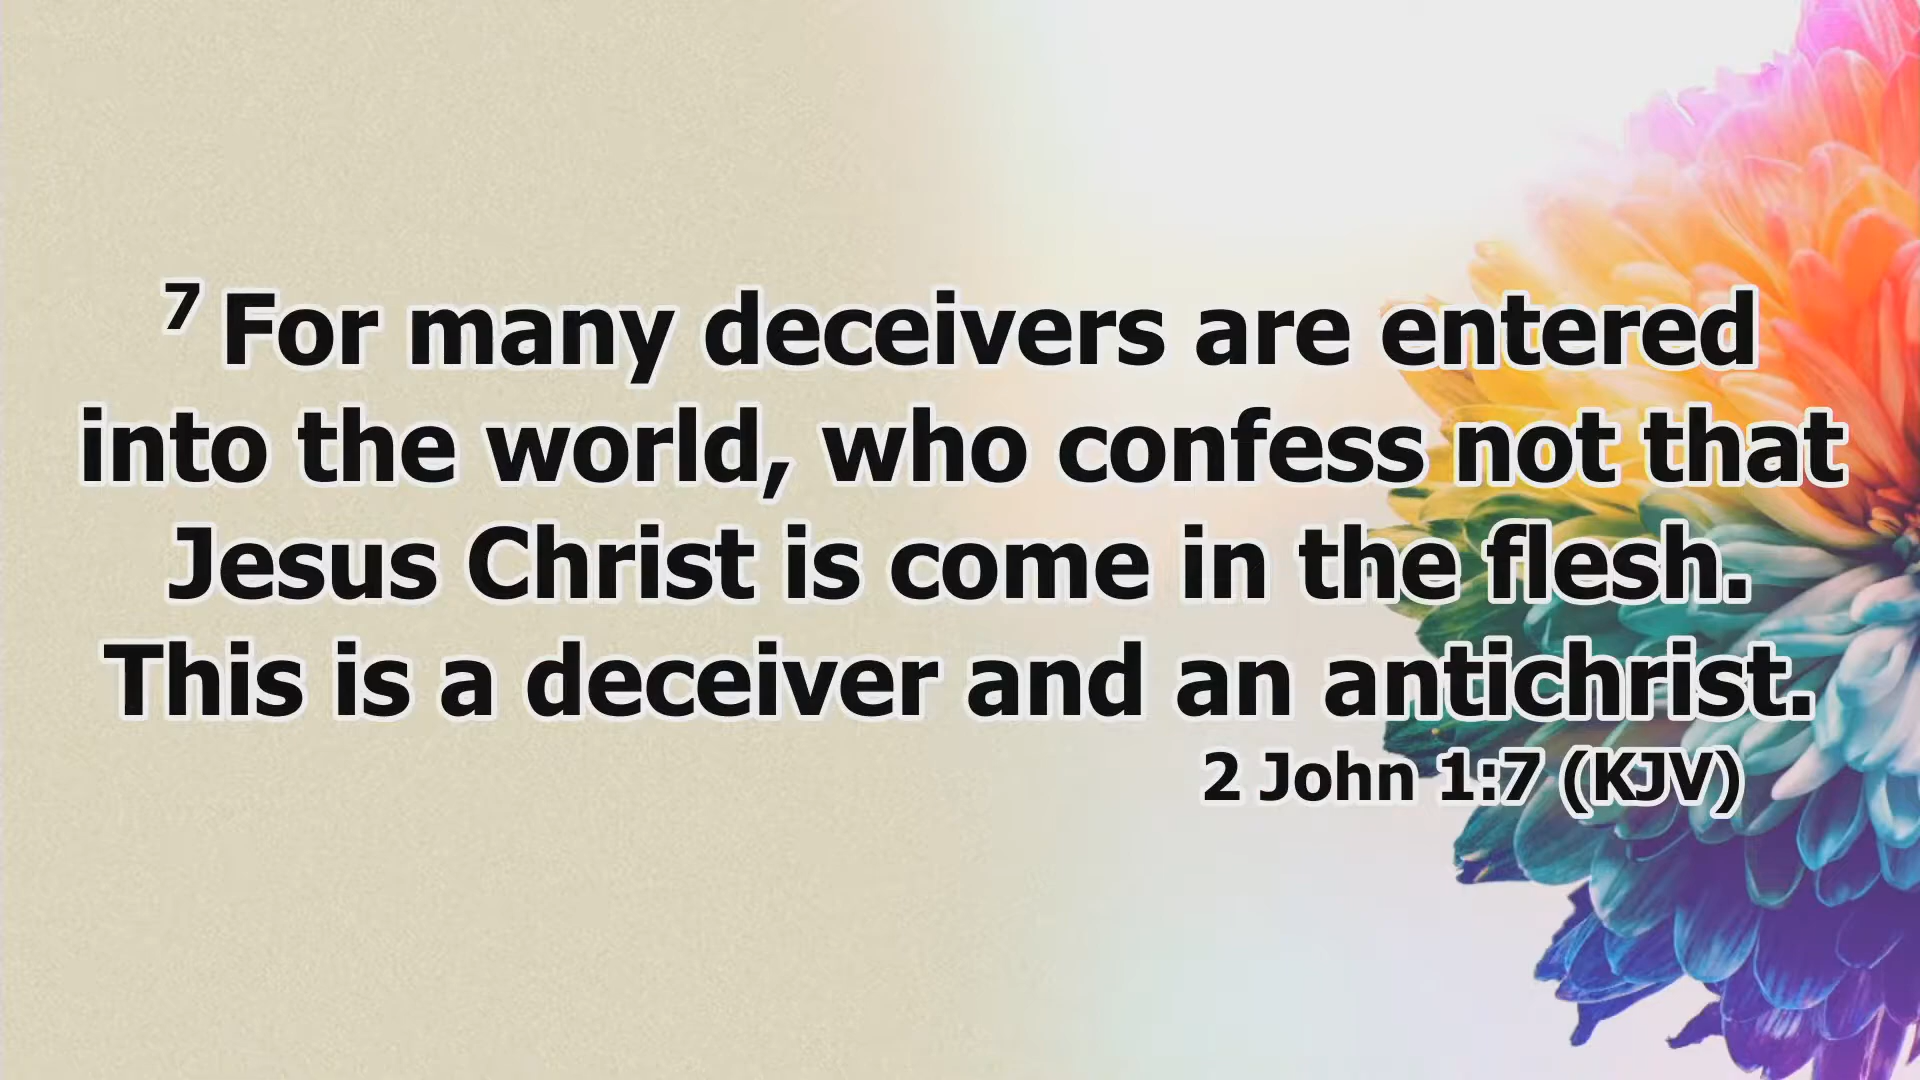 7 For many deceivers are entered
into the world, who confess not that
Jesus Christ is come in the flesh.
This is a deceiver and an antichrist.
2 John 1:7 (KJV)